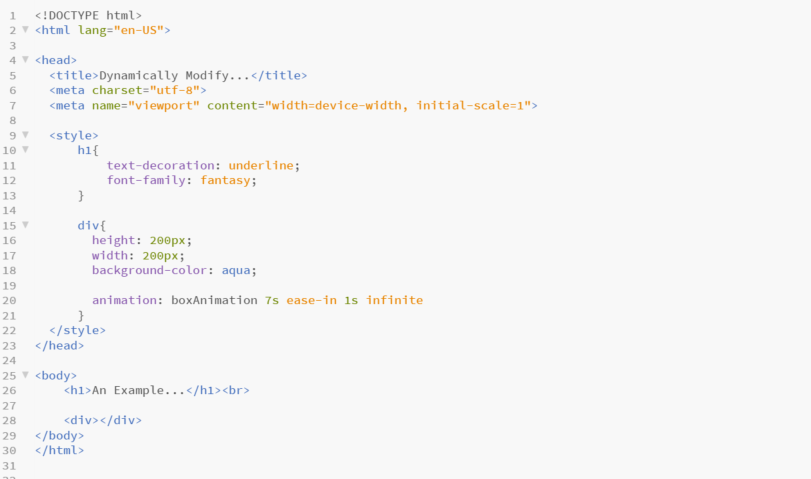 1 <!DOCTYPE html>
2 <html lang="en-US">
3
4 <head>
5   <title>Dynamically Modify...</title>
6   <meta charset="utf-8">
7   <meta name="viewport" content="width=device-width, initial-scale=1">
8
9   <style>
10       h1{
11           text-decoration: underline;
12           font-family: fantasy;
13       }
14
15       div{
16         height: 200px;
17         width: 200px;
18         background-color: aqua;
19
20         animation: boxAnimation 7s ease-in 1s infinite
21       }
22   </style>
23 </head>
24
25 <body>
26     <h1>An Example...</h1><br>
27
28     <div></div>
29 </body>
30 </html>
31